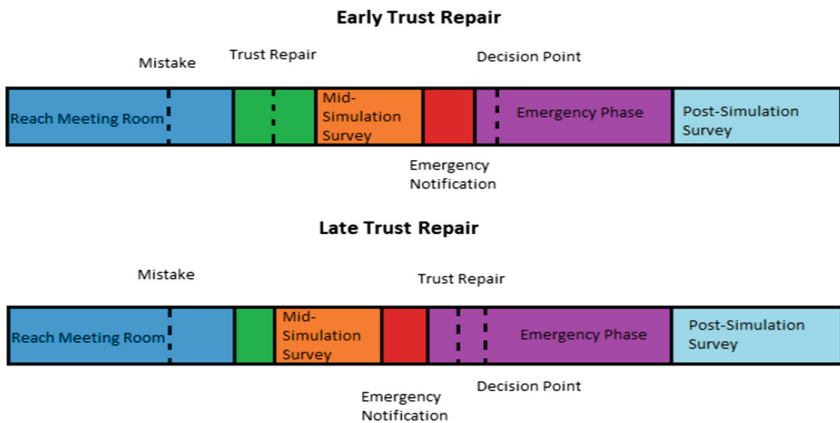 Early Trust Repair
Mistake
Trust Repair
Decision Point
Reach Meeting Room
Mid-
Simulation
Survey
Emergency Phase
Post-Simulation
Survey
Emergency
Notification
Late Trust Repair
Mistake
Trust Repair
Reach Meeting Room
Mid-
Simulation
Survey
Emergency Phase
Post-Simulation
Survey
Emergency
Notification
Decision Point